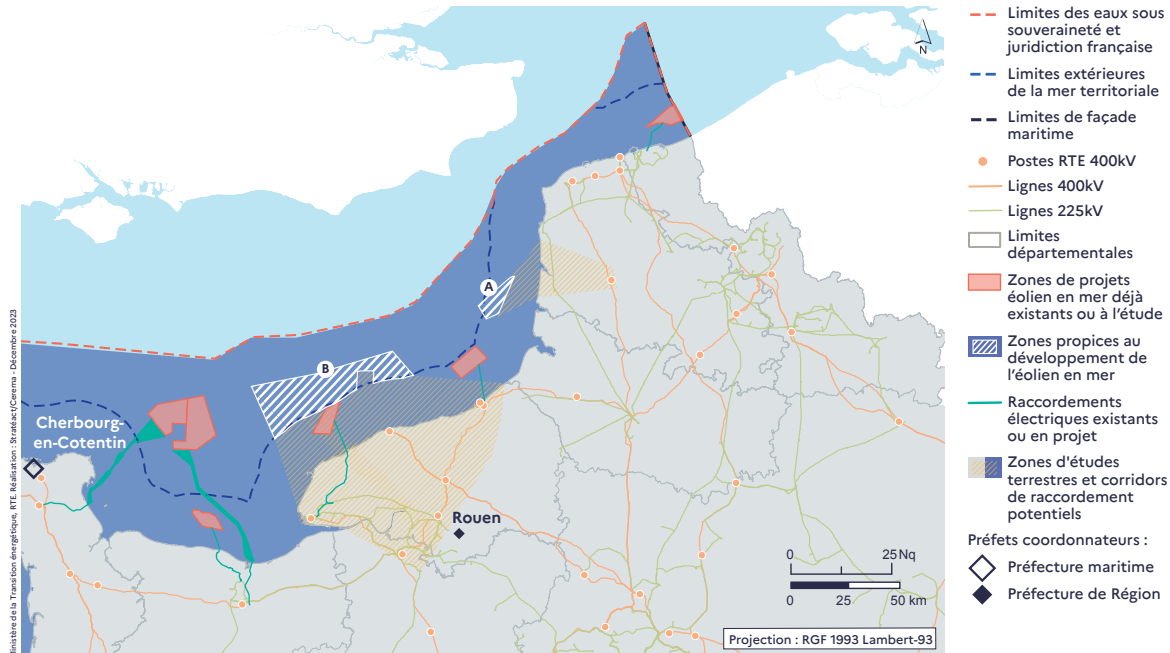 Limites des eaux sous
souveraineté et
juridiction française
Limites extérieures
de la mer territoriale
Limites de façade
maritime
Postes RTE 400kV
Lignes 400kV
Lignes 225kV
Limites
départementales
Zones de projets
éolien en mer déjà
existants ou à l'étude
Zones propices au
développement de
l'éolien en mer
Raccordements
électriques existants
ou en projet
Zones d'études
terrestres et corridors
de raccordement
potentiels
Préfets coordonneurs :
Préfecture maritime
Préfecture de Région
N
A
B
Cherbourg-
en-Cotentin
Rouen
0 25 Nq
0 25 50 km
Projection : RGF 1993 Lambert-93
Ministère de la Transition énergétique, RTE. Réalisation : Stratéact/Cerema - Décembre 2023